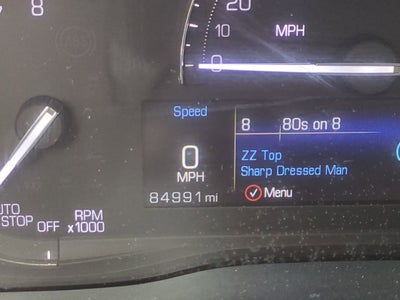 7 8
20
10 MPH
0
Speed
8 80s on 8
0
MPH
ZZ Top
Sharp Dressed Man
84991 mi
Menu
AUTO
STOP OFF
RPM
x1000